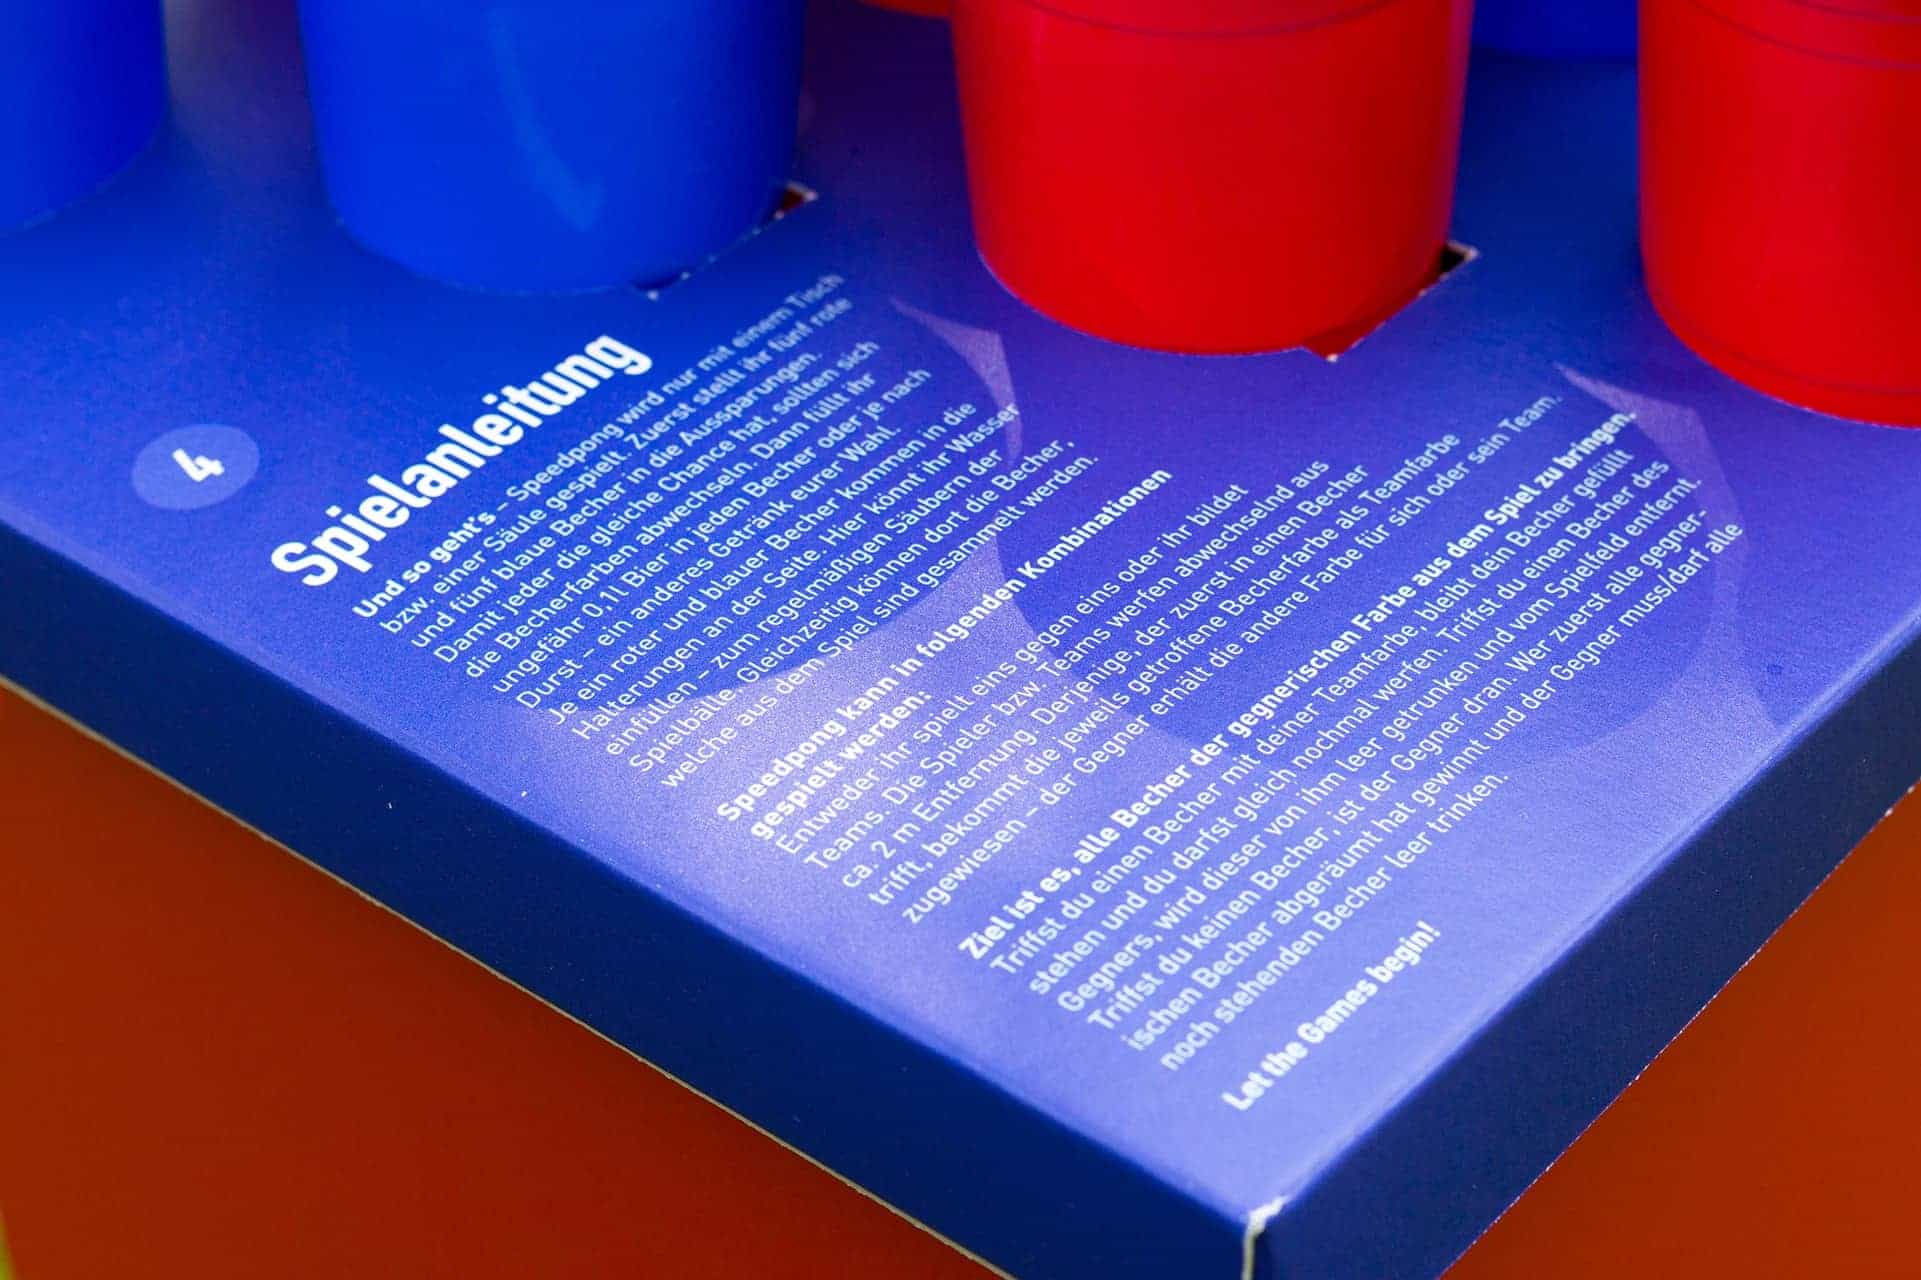 4
Spielanleitung
Und so geht's – Speedpong wird nur mit einem Tisch
bzw. einer Säule gespielt. Zuerst stellt ihr fünf rote
und fünf blaue Becher in die Aussparungen.
Damit jeder die gleiche Chance hat, sollten sich
die Becherfarben abwechseln. Dann füllt ihr
ungefähr 0,1l Bier in jeden Becher oder je nach
Durst – ein anderes Getränk eurer Wahl.
Je ein roter und blauer Becher kommen in die
Halterungen an der Seite. Hier könnt ihr Wasser
einfüllen – zum regelmäßigen Säubern der
Spielbälle. Gleichzeitig können dort die Becher,
welche aus dem Spiel sind gesammelt werden.
Speedpong kann in folgenden Kombinationen
gespielt werden:
Entweder ihr spielt eins gegen eins oder ihr bildet
Teams. Die Spieler bzw. Teams werfen abwechselnd aus
ca. 2 m Entfernung. Derjenige, der zuerst in einen Becher
trifft, bekommt die jeweils getroffene Becherfarbe als Teamfarbe
zugewiesen – der Gegner erhält die andere Farbe für sich oder sein Team.
Ziel ist es, alle Becher der gegnerischen Farbe aus dem Spiel zu bringen.
Triffst du einen Becher mit deiner Teamfarbe, bleibt dein Becher gefüllt
stehen und du darfst gleich nochmal werfen. Triffst du einen Becher des
Gegners, wird dieser von ihm leer getrunken und vom Spielfeld entfernt.
Triffst du keinen Becher, ist der Gegner dran. Wer zuerst alle gegner-
ischen Becher abgeräumt hat gewinnt und der Gegner muss/darf alle
noch stehenden Becher leer trinken.
Let the Games begin!